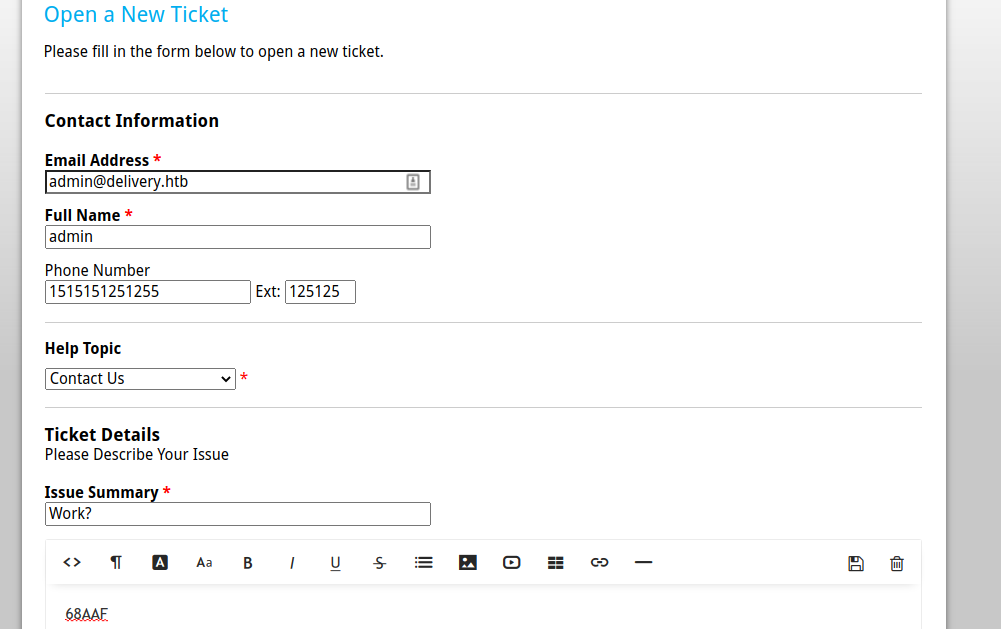 Open a New Ticket
Please fill in the form below to open a new ticket.
Contact Information
Email Address *
admin@delivery.htb
Full Name *
admin
Phone Number
1515151251255 Ext: 125125
Help Topic
Contact Us *
Ticket Details
Please Describe Your Issue
Issue Summary *
Work?
<> ¶ A Aa B I U S
68AAF